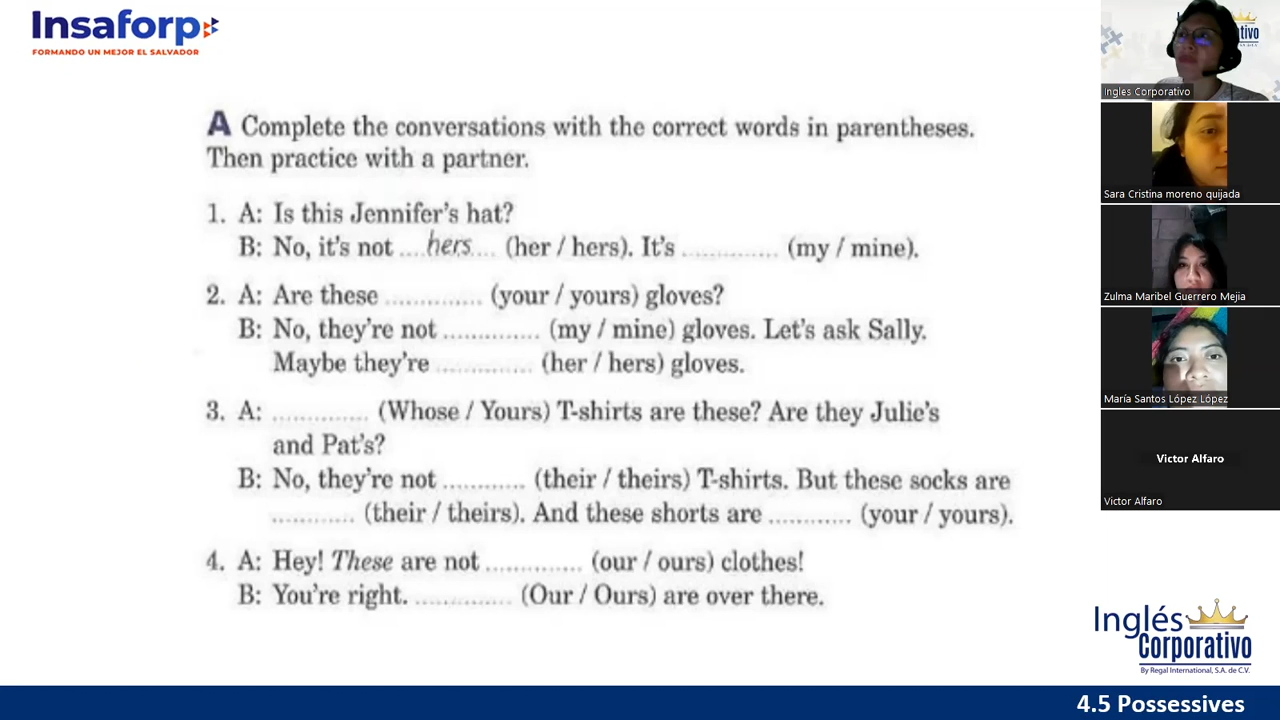 Insaforp
FORMANDO UN MEJOR EL SALVADOR
A Complete the conversations with the correct words in parentheses.
Then practice with a partner.
1. A: Is this Jennifer's hat?
B: No, it's not ....hers.... (her / hers). It's .............. (my / mine).
2. A: Are these .............. (your / yours) gloves?
B: No, they're not .............. (my / mine) gloves. Let's ask Sally.
Maybe they're .............. (her / hers) gloves.
3. A: .............. (Whose / Yours) T-shirts are these? Are they Julie's
and Pat's?
B: No, they're not ............ (their / theirs) T-shirts. But these socks are
............ (their / theirs). And these shorts are ............ (your / yours).
4. A: Hey! These are not .............. (our / ours) clothes!
B: You're right. .............. (Our / Ours) are over there.
Ingles Corporativo
Sara Cristina moreno quijada
Zulma Maribel Guerrero Mejia
María Santos López López
Victor Alfaro
Victor Alfaro
Inglés
Corporativo
By Regal International, S.A. de C.V.
4.5 Possessives